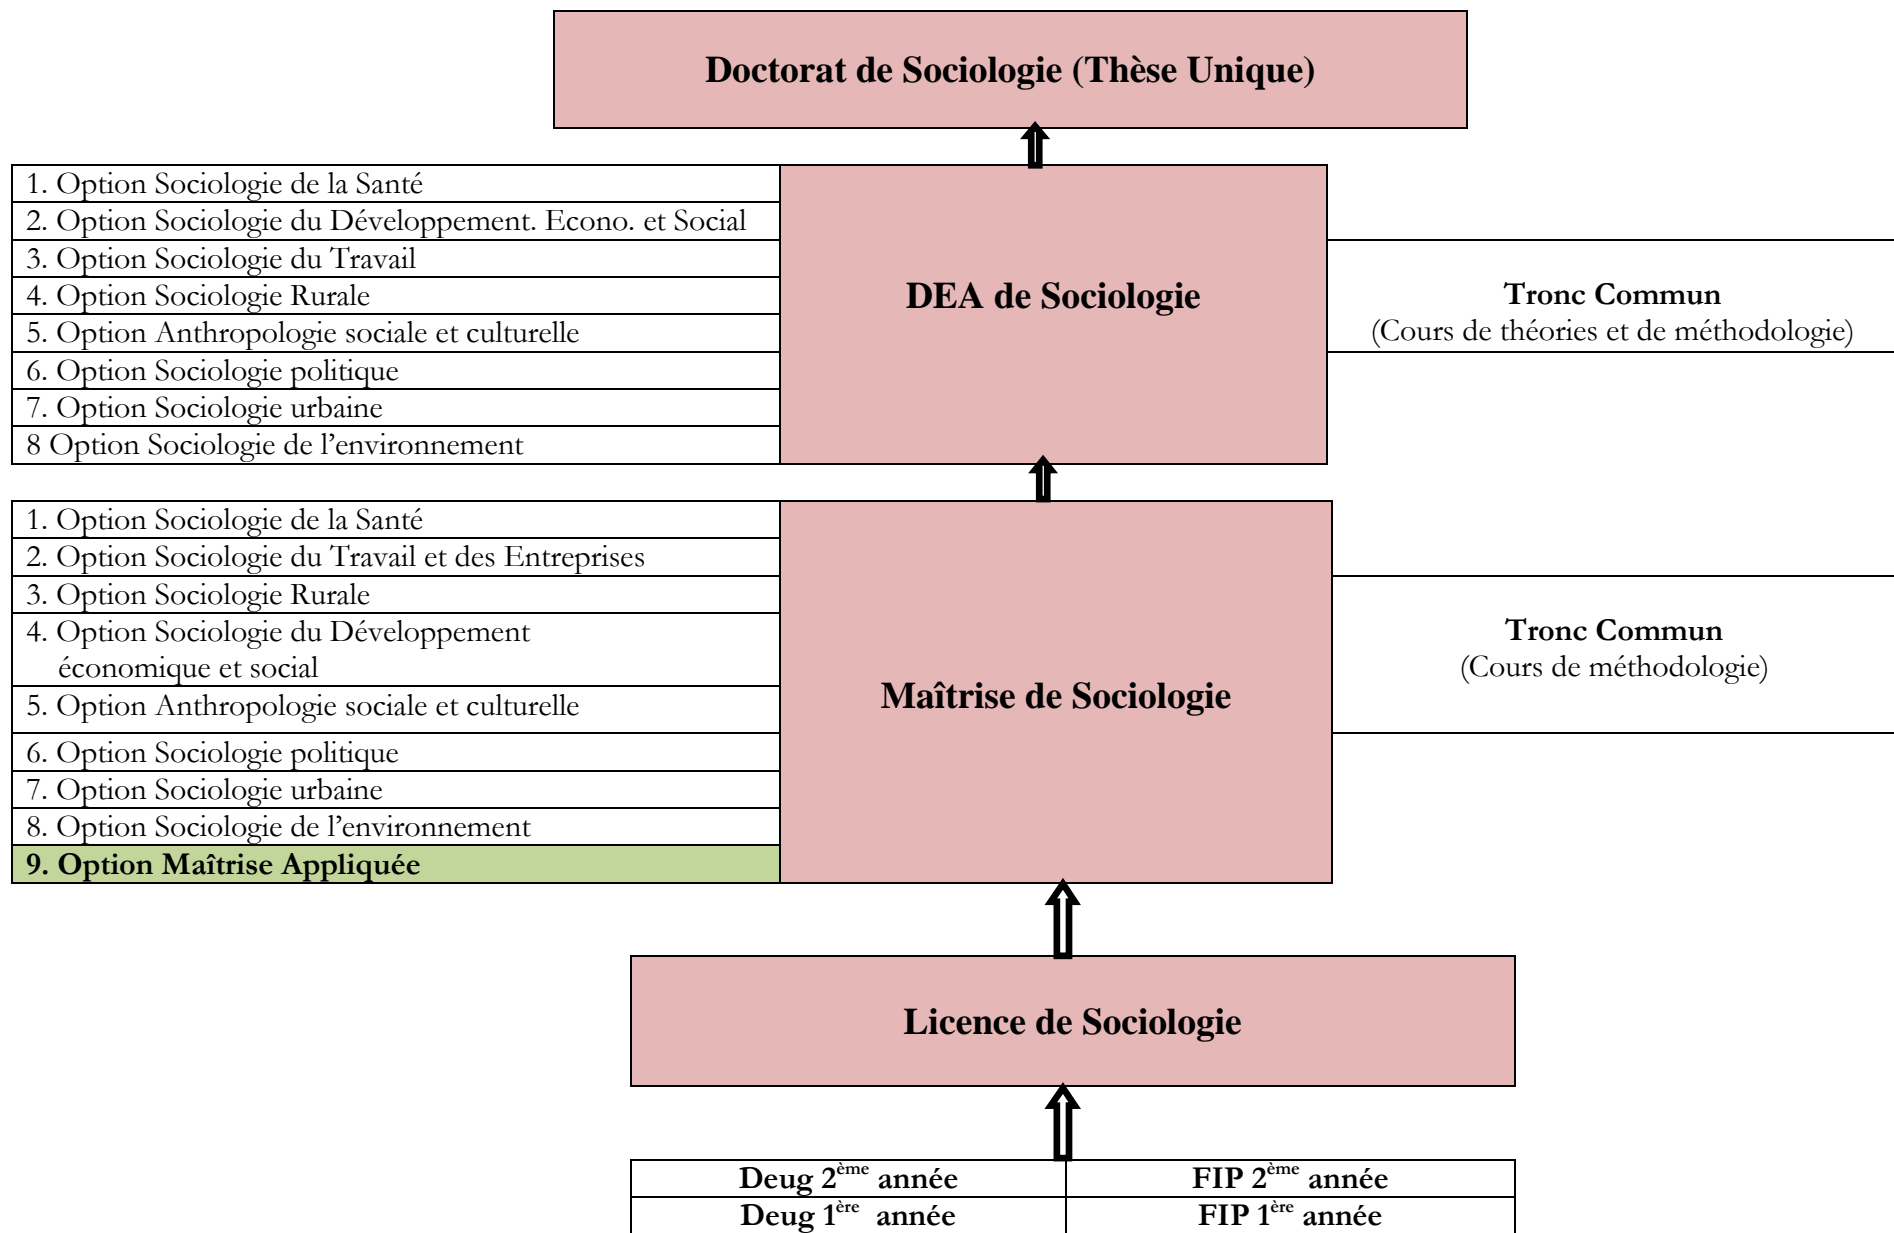 Doctorat de Sociologie (Thèse Unique)
1. Option Sociologie de la Santé
2. Option Sociologie du Développement. Econo. et Social
3. Option Sociologie du Travail
4. Option Sociologie Rurale
5. Option Anthropologie sociale et culturelle
6. Option Sociologie politique
7. Option Sociologie urbaine
8 Option Sociologie de l’environnement
DEA de Sociologie
Tronc Commun
(Cours de théories et de méthodologie)
1. Option Sociologie de la Santé
2. Option Sociologie du Travail et des Entreprises
3. Option Sociologie Rurale
4. Option Sociologie du Développement
économique et social
5. Option Anthropologie sociale et culturelle
6. Option Sociologie politique
7. Option Sociologie urbaine
8. Option Sociologie de l’environnement
9. Option Maîtrise Appliquée
Maîtrise de Sociologie
Tronc Commun
(Cours de méthodologie)
Licence de Sociologie
Deug 2ème année
FIP 2ème année
Deug 1ère année
FIP 1ère année